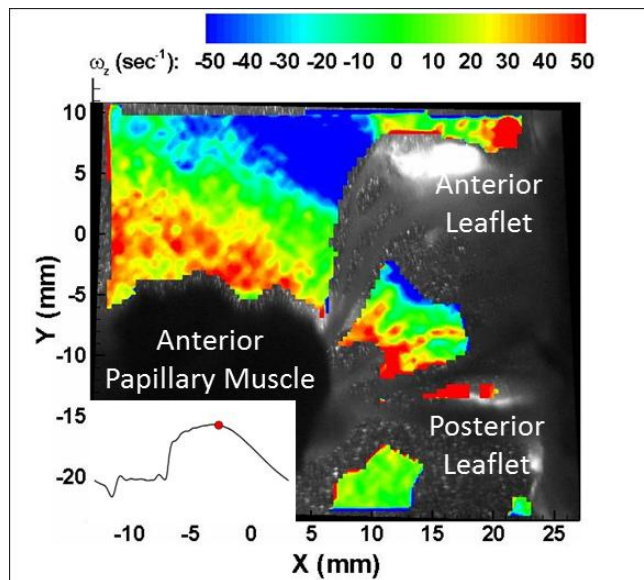 ω_z (sec⁻¹): -50 -30 -10 0 10 20 30 40 50
-40 -20
10
5
0
-5
-10
-15
-20
Y (mm)
Anterior
Leaflet
Anterior
Papillary Muscle
Posterior
Leaflet
-10 -5 0 5 10 15 20 25
X (mm)